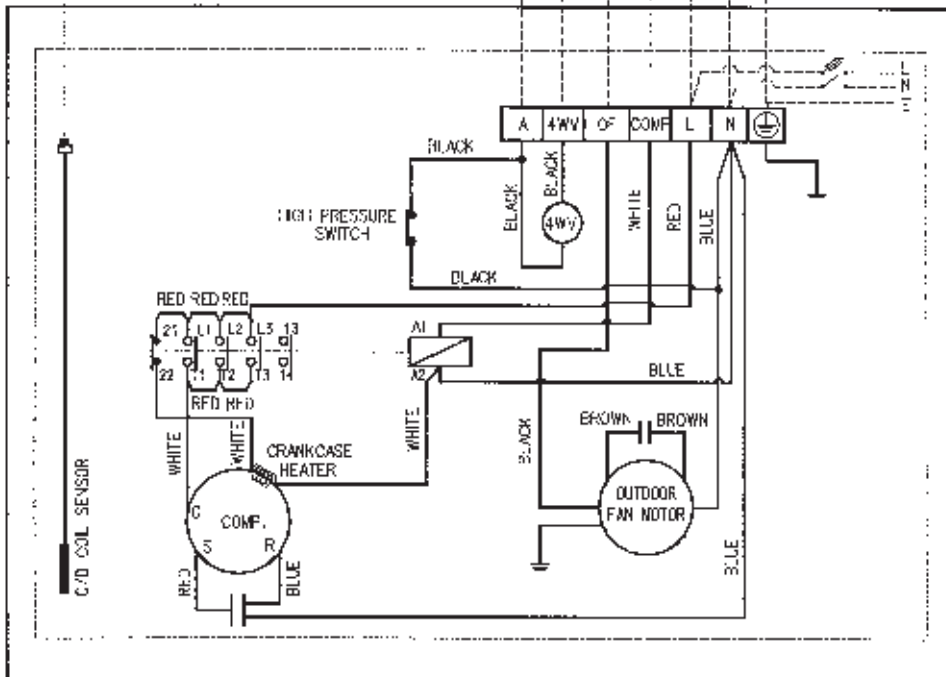 N
A 4WV OF COMP L N
BLACK
BLACK
BLACK
WHITE
RED
BLUE
HIGH PRESSURE
SWITCH
4WV
BLACK
RED RED RED
21 L1 L2 L3 13
22 T1 T2 T3 14
RED RED
A1
A2
BLUE
WHITE
WHITE
WHITE
BLACK
BROWN BROWN
CRANKCASE
HEATER
OUTDOOR
FAN MOTOR
C
COMP.
S R
RED
BLUE
BLUE
C/D COIL SENSOR